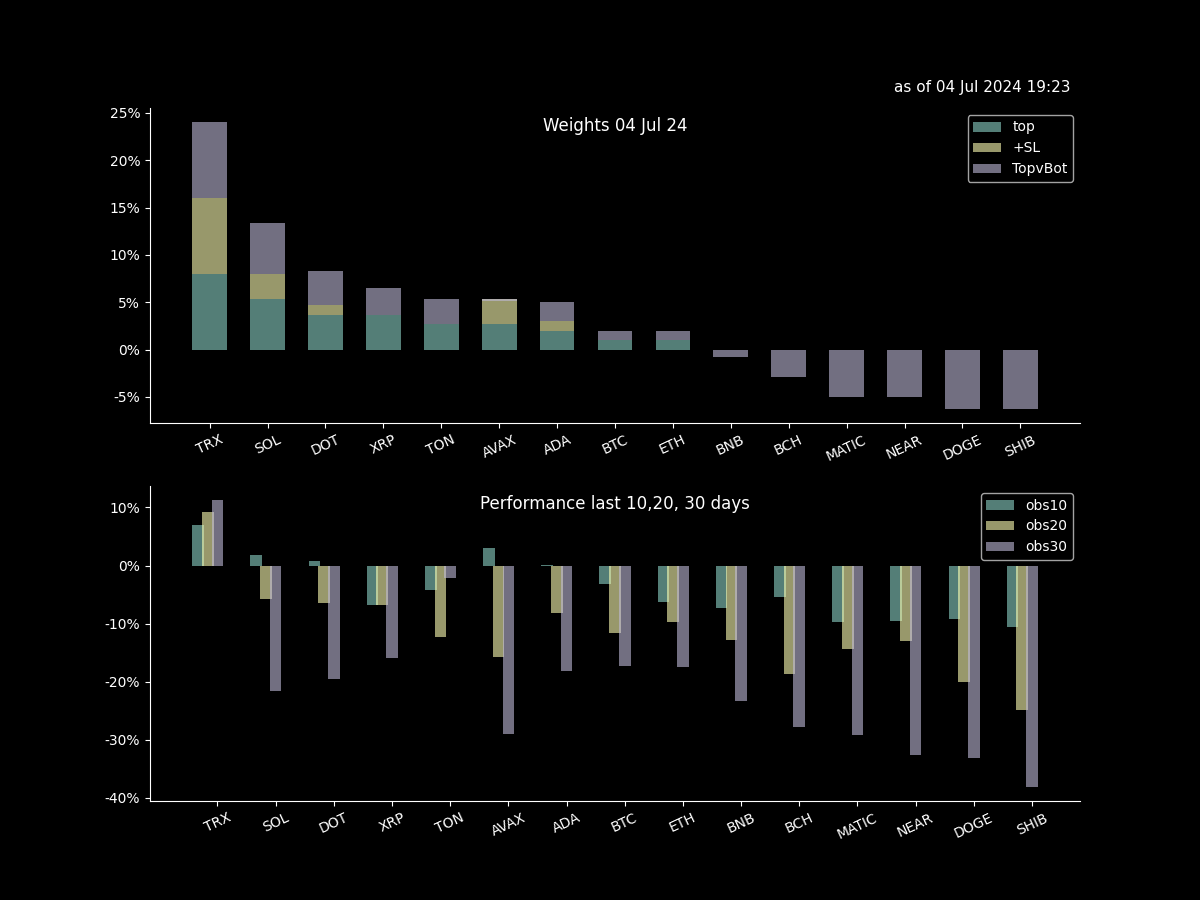 as of 04 Jul 2024 19:23
Weights 04 Jul 24
top
+SL
TopvBot
25%
20%
15%
10%
5%
0%
-5%
TRX SOL DOT XRP TON AVAX ADA BTC ETH BNB BCH MATIC NEAR DOGE SHIB
Performance last 10,20, 30 days
obs10
obs20
obs30
10%
0%
-10%
-20%
-30%
-40%
TRX SOL DOT XRP TON AVAX ADA BTC ETH BNB BCH MATIC NEAR DOGE SHIB